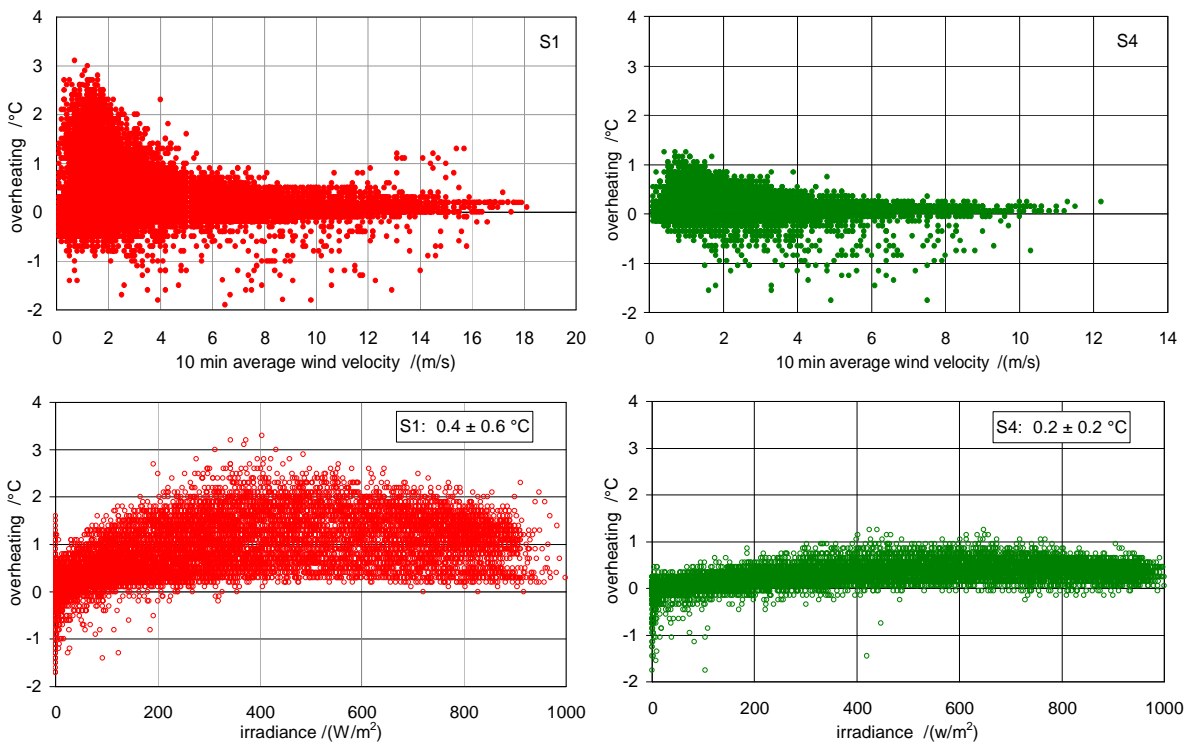 4
3
2
1
0
-1
-2
overheating /°C
S1
0 2 4 6 8 10 12 14 16 18 20
10 min average wind velocity /(m/s)
4
3
2
1
0
-1
-2
overheating /°C
S4
0 2 4 6 8 10 12 14
10 min average wind velocity /(m/s)
4
3
2
1
0
-1
-2
overheating /°C
S1: 0.4 ± 0.6 °C
0 200 400 600 800 1000
irradiance /(W/m²)
4
3
2
1
0
-1
-2
overheating /°C
S4: 0.2 ± 0.2 °C
0 200 400 600 800 1000
irradiance /(w/m²)